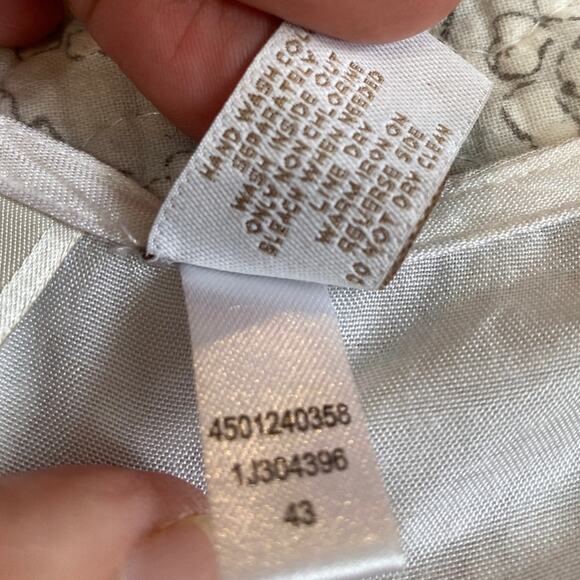 HAND WASH COL
SEPARATELY
WASH INSIDE OUT
ONLY NON CHLORINE
BLEACH WHEN NEEDED
LINE DRY
WARM IRON ON
REVERSE SIDE
DO NOT DRY CLEAN
4501240358
1J304396
43